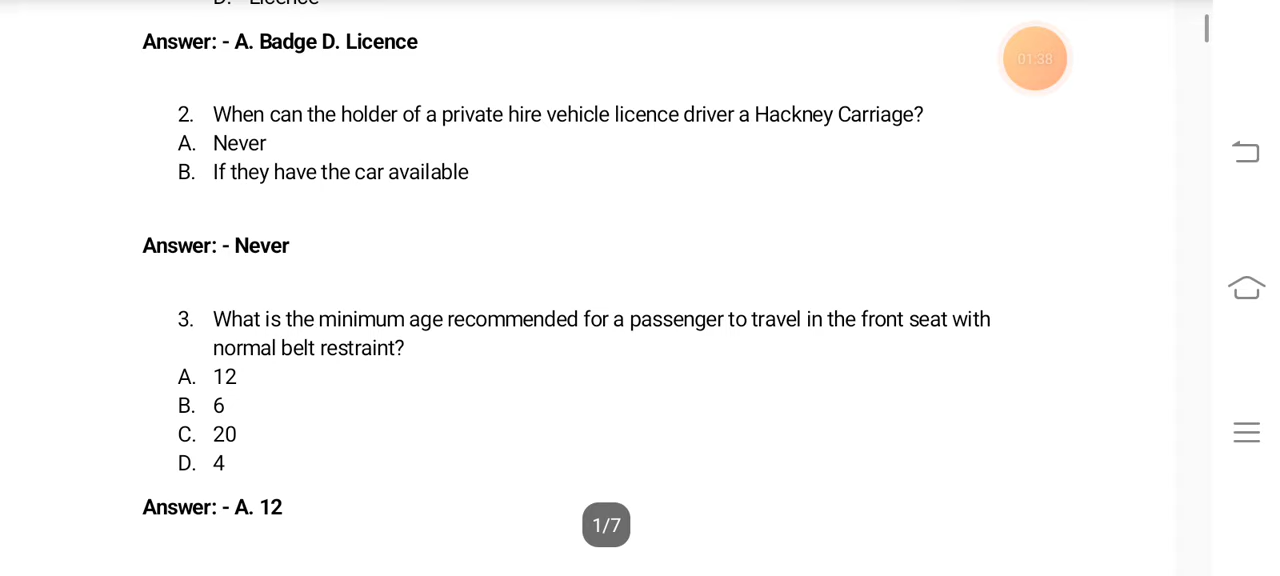 D. Licence
Answer: - A. Badge D. Licence
01:38
2. When can the holder of a private hire vehicle licence driver a Hackney Carriage?
A. Never
B. If they have the car available
Answer: - Never
3. What is the minimum age recommended for a passenger to travel in the front seat with
normal belt restraint?
A. 12
B. 6
C. 20
D. 4
Answer: - A. 12
1/7